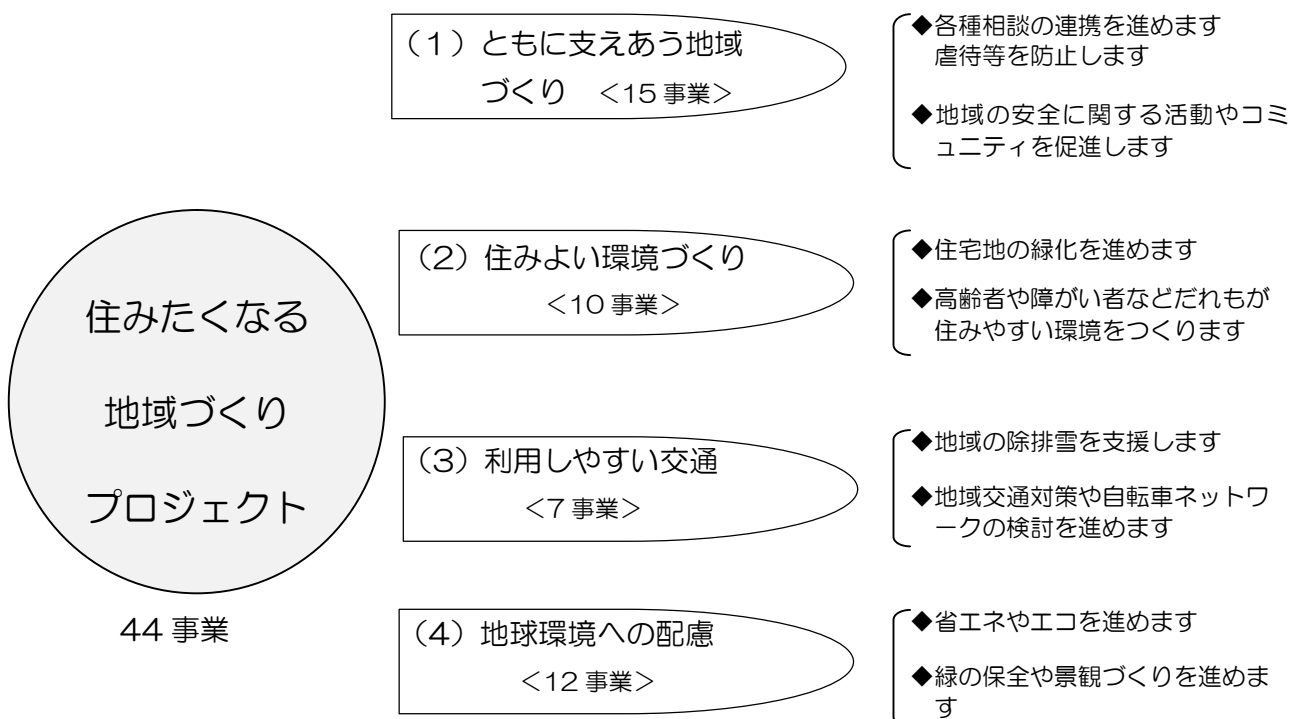 （1）ともに支えあう地域
づくり　＜15 事業＞
◆各種相談の連携を進めます
虐待等を防止します
◆地域の安全に関する活動やコミ
ュニティを促進します
住みたくなる
地域づくり
プロジェクト
44 事業
（2）住みよい環境づくり
＜10 事業＞
◆住宅地の緑化を進めます
◆高齢者や障がい者などだれもが
住みやすい環境をつくります
（3）利用しやすい交通
＜7 事業＞
◆地域の除排雪を支援します
◆地域交通対策や自転車ネットワ
ークの検討を進めます
（4）地球環境への配慮
＜12 事業＞
◆省エネやエコを進めます
◆緑の保全や景観づくりを進めま
す